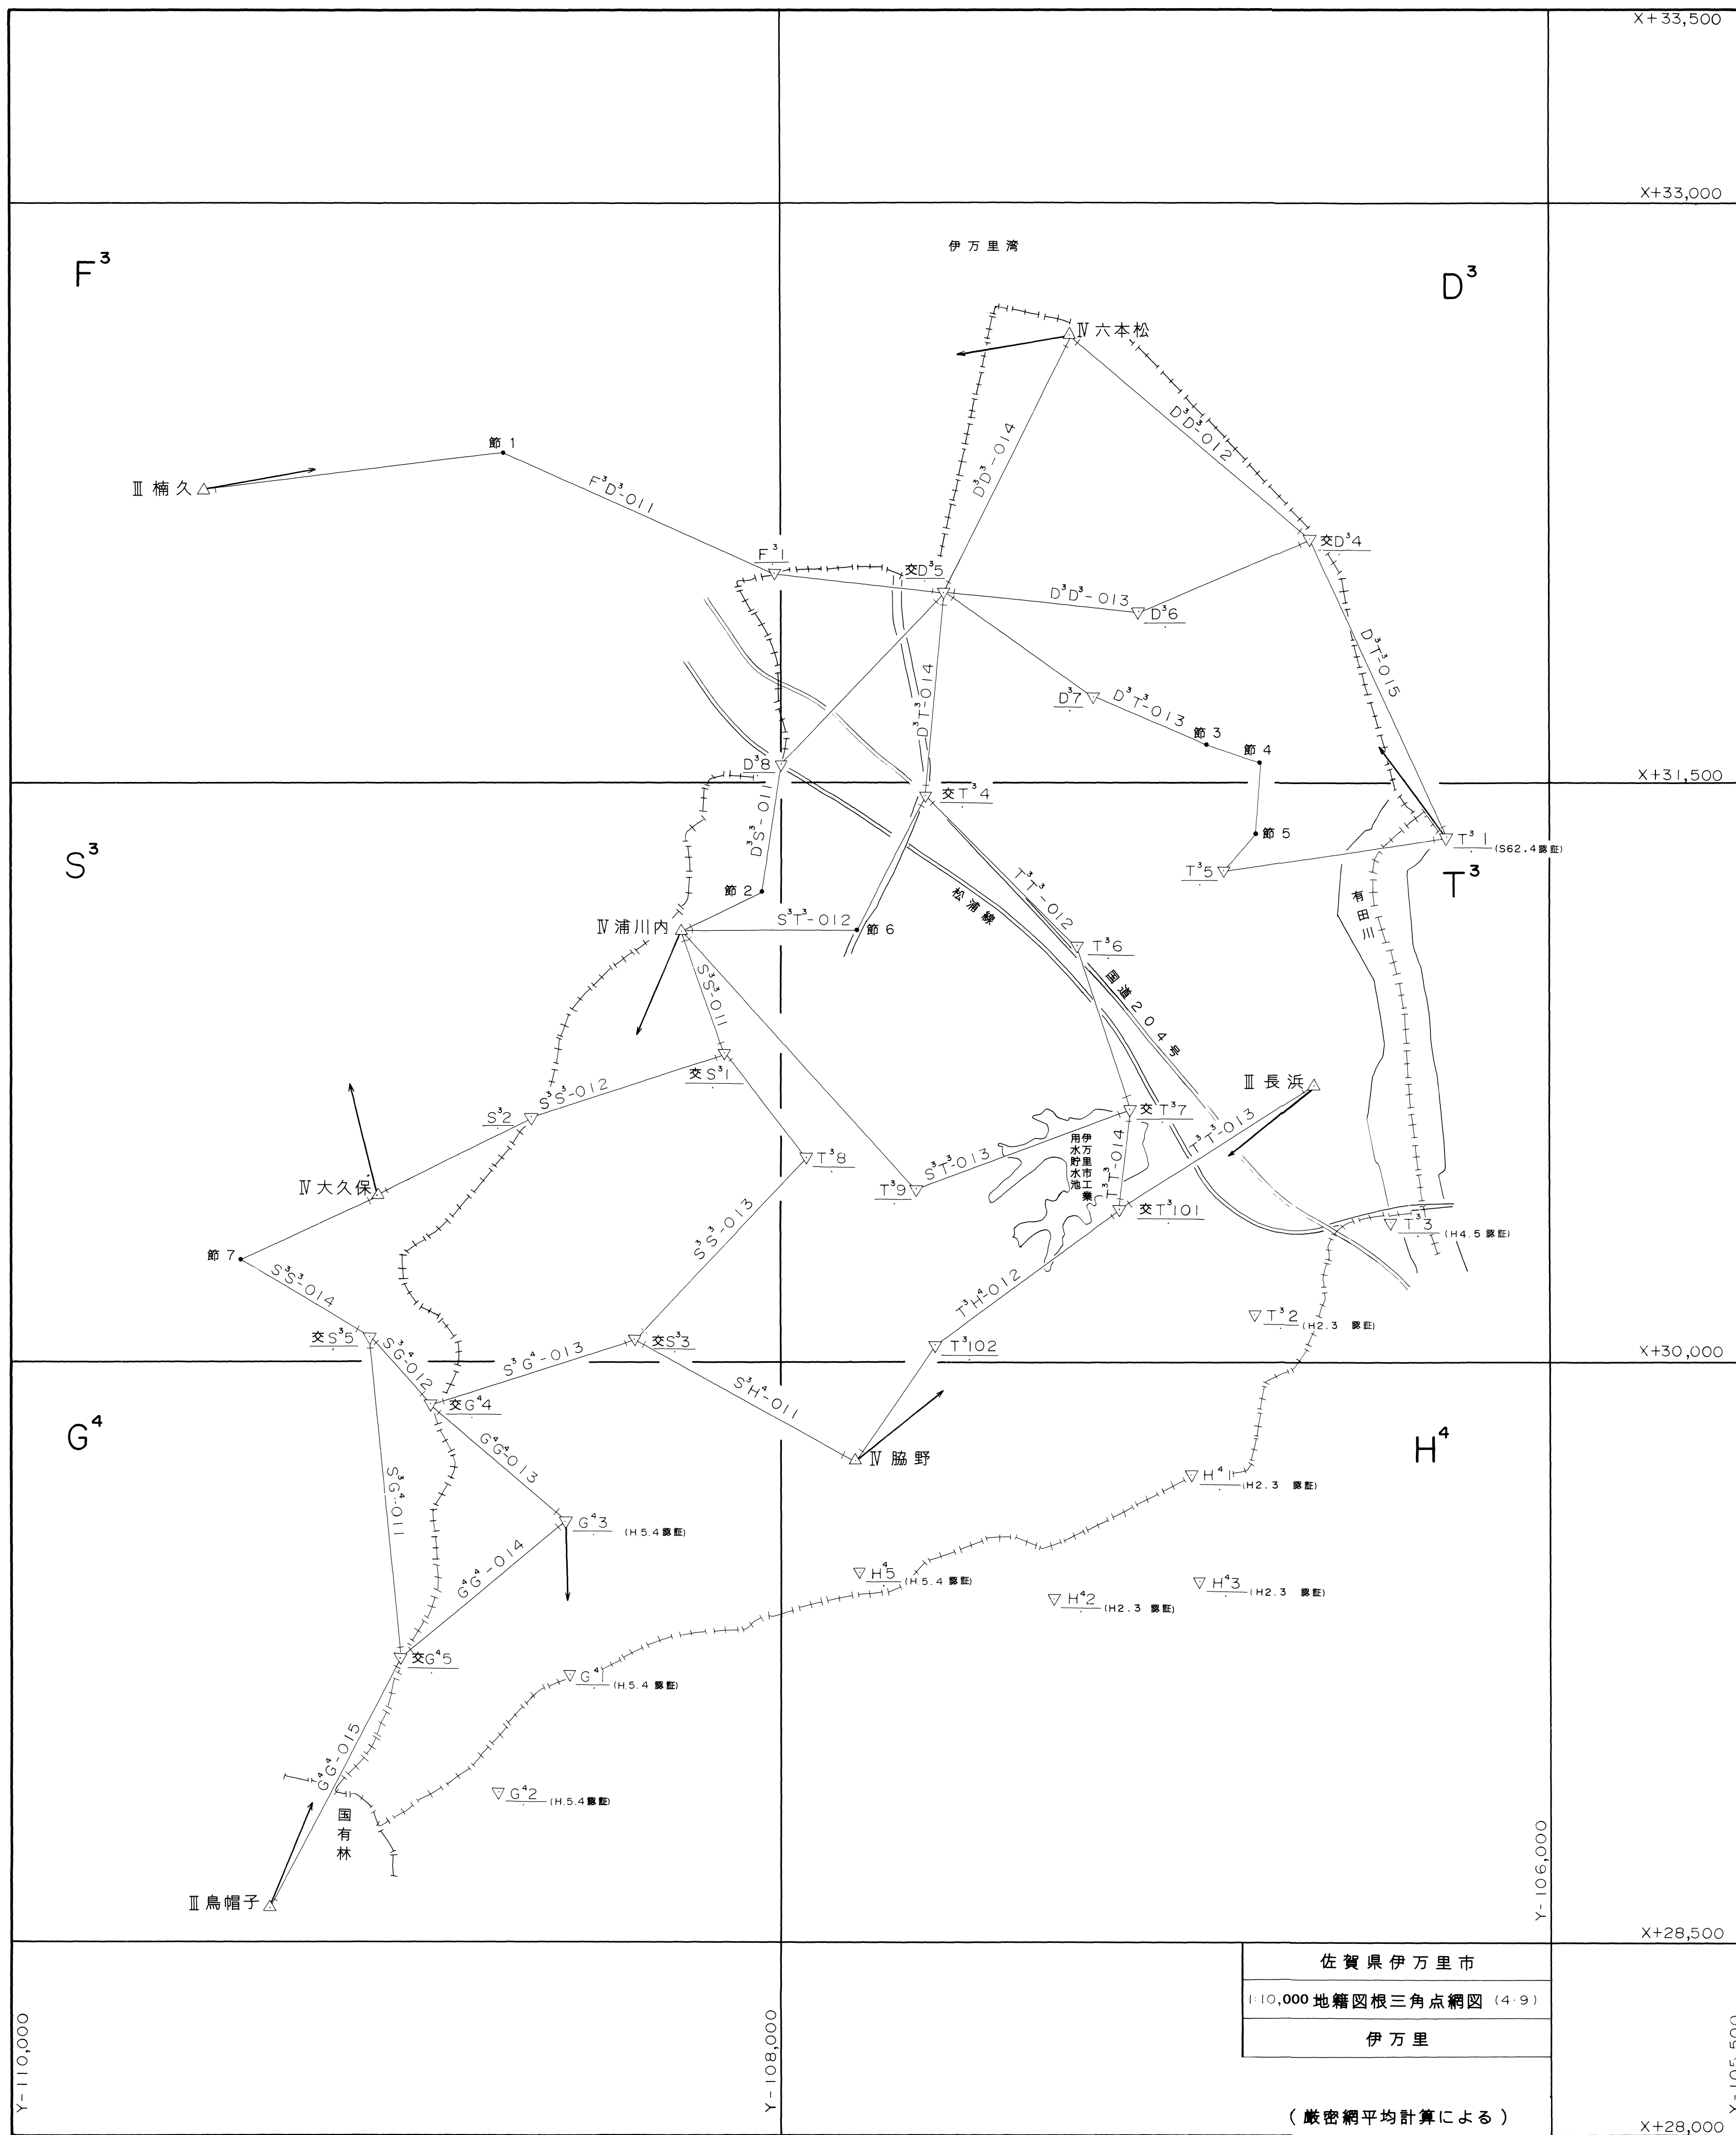 X+33,500
X+33,000
伊万里湾
F³
D³
Ⅳ六本松
D³D³-012
D³D³-014
節1
Ⅲ楠久
F³D³-011
F³1
交D³5
交D³4
D³D³-013
D³6
D³T³-015
D³7
D³T³-013
D³T³-014
節3
節4
D³8
X+31,500
交T³4
D³S³-011
節5
T³1 (S62.4認証)
S³
T³5
T³
T³T³-012
節2
松浦線
有田川
S³T³-012
節6
Ⅳ浦川内
T³6
S³S³-011
国道204号
交S³1
Ⅲ長浜
S³S³-012
S³2
交T³7
T³T³-013
T³T³-014
伊万里市工業
用水貯水池
T³8
S³T³-013
T³9
Ⅳ大久保
交T³101
T³3 (H4.5認証)
S³S³-013
節7
S³S³-014
T³H⁴-012
T³2 (H2.3 認証)
交S³5
交S³3
T³102
X+30,000
S³G⁴-012
S³G⁴-013
S³H⁴-011
交G⁴4
G⁴
H⁴
G⁴G⁴-013
Ⅳ脇野
H⁴1 (H2.3 認証)
S³G⁴-011
G⁴3 (H.5.4認証)
G⁴G⁴-014
H⁴5 (H.5.4認証)
H⁴3 (H2.3 認証)
H⁴2 (H2.3 認証)
交G⁴5
G⁴1 (H.5.4認証)
G⁴G⁴-015
G⁴2 (H.5.4認証)
国有林
Ⅲ烏帽子
Y-106,000
X+28,500
佐賀県伊万里市
1:10,000地籍図根三角点網図 (4·9)
伊万里
Y-110,000
Y-108,000
Y-105,500
(厳密網平均計算による)
X+28,000